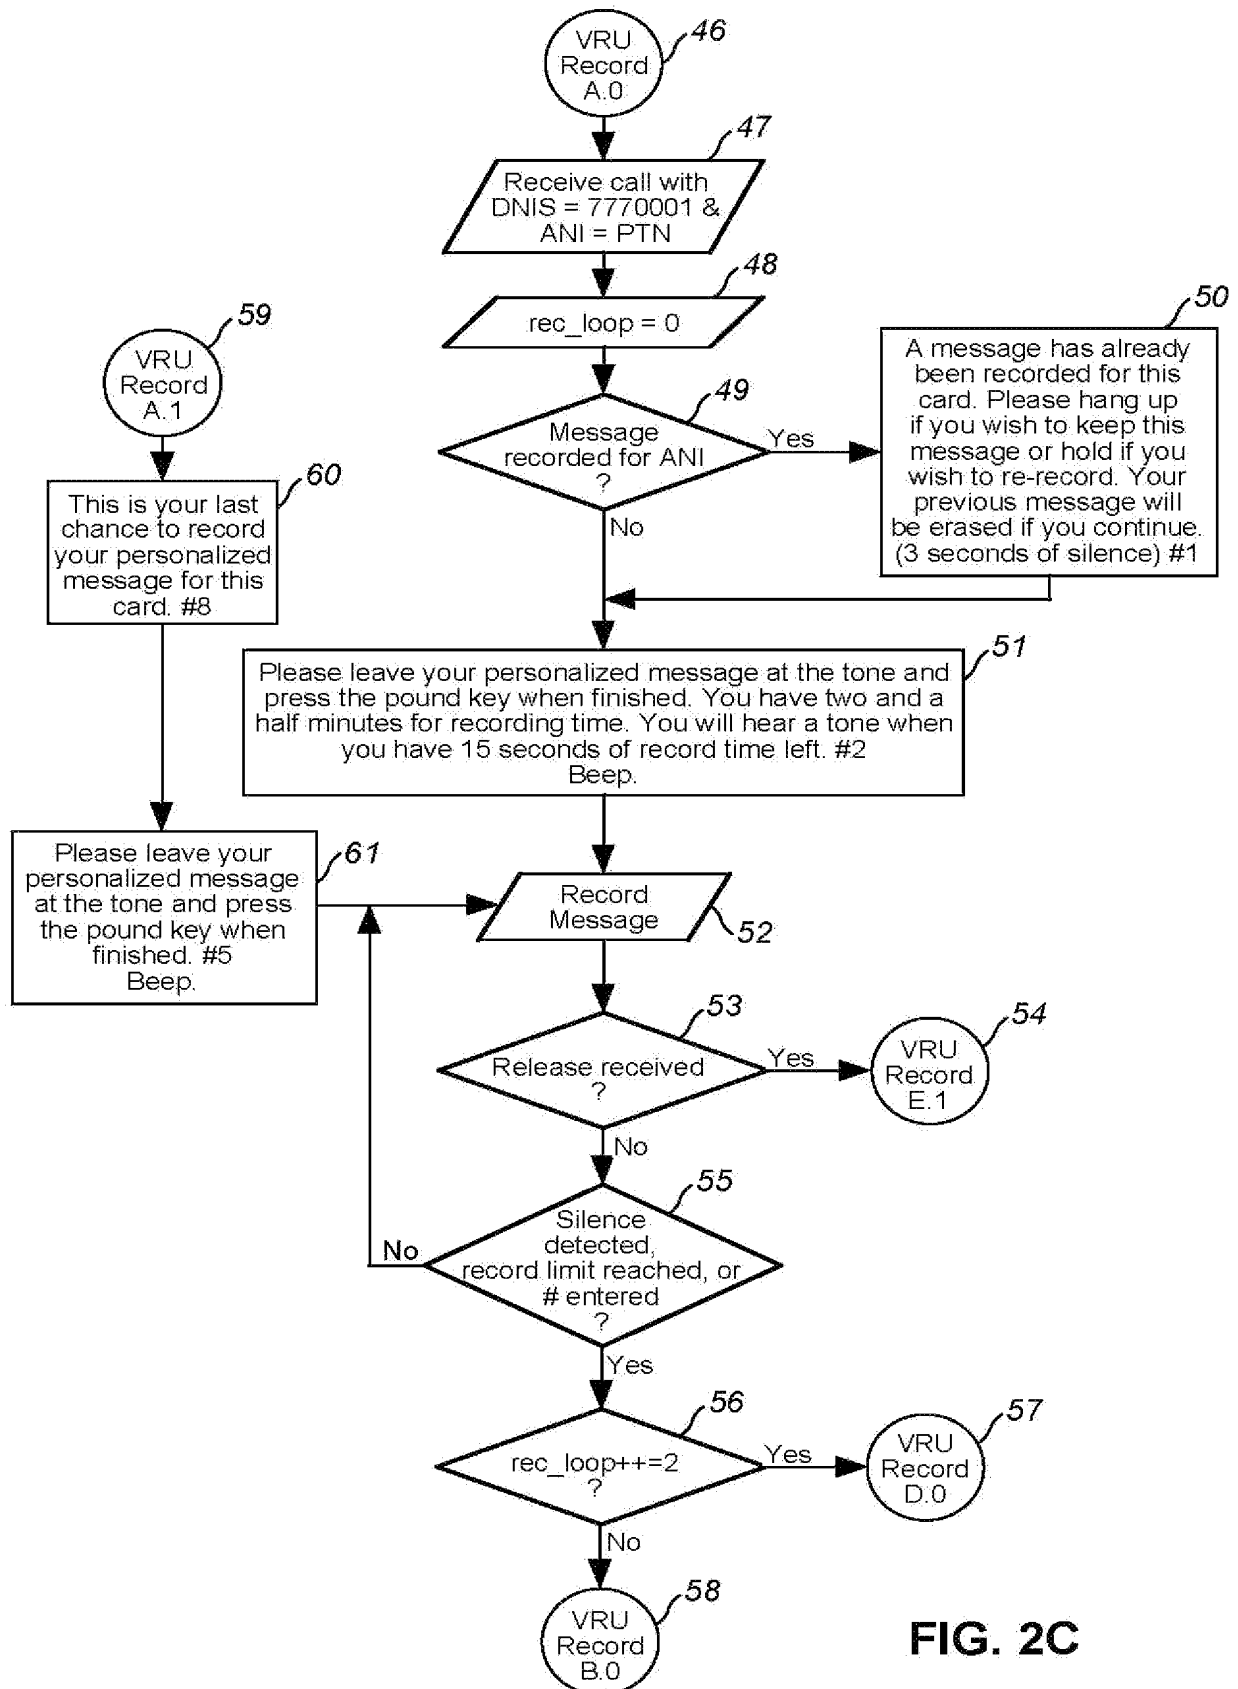 VRU
Record
A.0
46
47
Receive call with
DNIS = 7770001 &
ANI = PTN
48
rec_loop = 0
49
Message
recorded for ANI
?
Yes
No
50
A message has already
been recorded for this
card. Please hang up
if you wish to keep this
message or hold if you
wish to re-record. Your
previous message will
be erased if you continue.
(3 seconds of silence) #1
59
VRU
Record
A.1
60
This is your last
chance to record
your personalized
message for this
card. #8
51
Please leave your personalized message at the tone and
press the pound key when finished. You have two and a
half minutes for recording time. You will hear a tone when
you have 15 seconds of record time left. #2
Beep.
61
Please leave your
personalized message
at the tone and press
the pound key when
finished. #5
Beep.
Record
Message
52
53
Release received
?
Yes
No
54
VRU
Record
E.1
55
Silence
detected,
record limit reached, or
# entered
?
No
Yes
56
rec_loop++=2
?
Yes
No
57
VRU
Record
D.0
58
VRU
Record
B.0
FIG. 2C